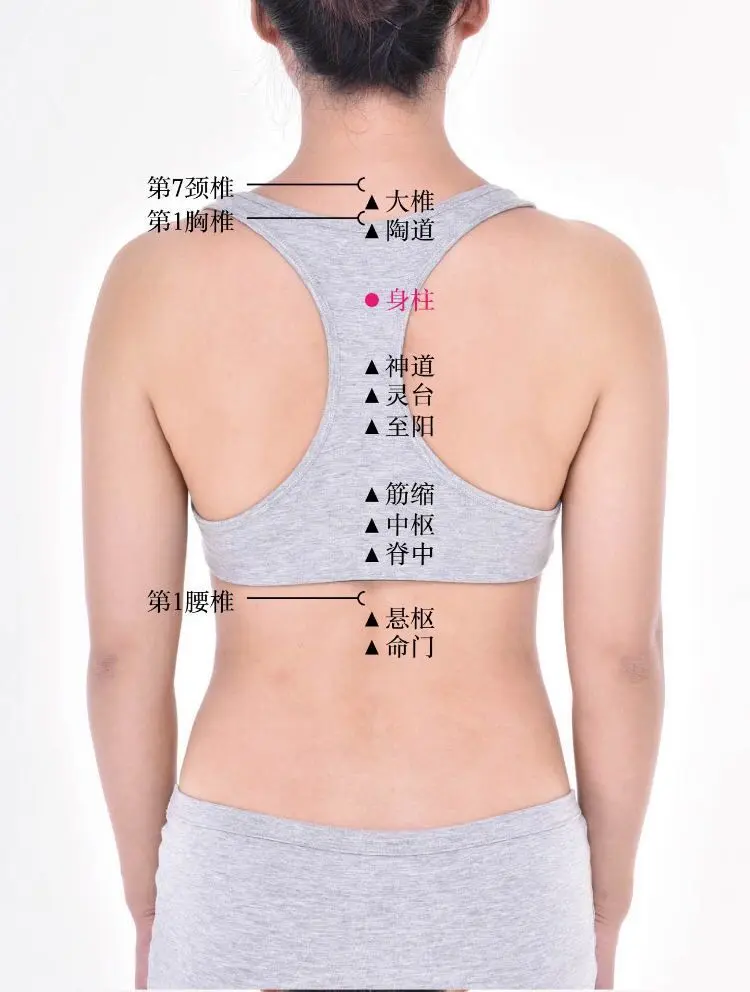 第7颈椎
大椎
第1胸椎
陶道
身柱
神道
灵台
至阳
筋缩
中枢
脊中
第1腰椎
悬枢
命门